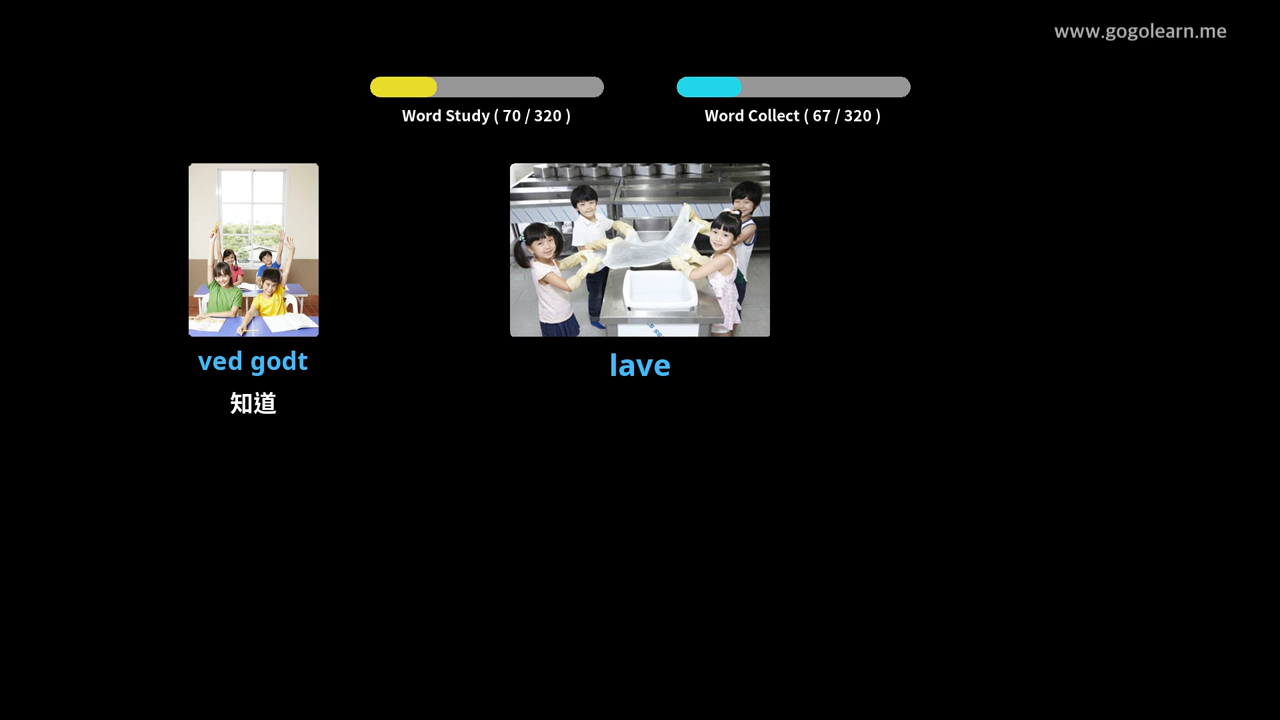 www.gogolearn.me
Word Study ( 70 / 320 )
Word Collect ( 67 / 320 )
ved godt
知道
lave